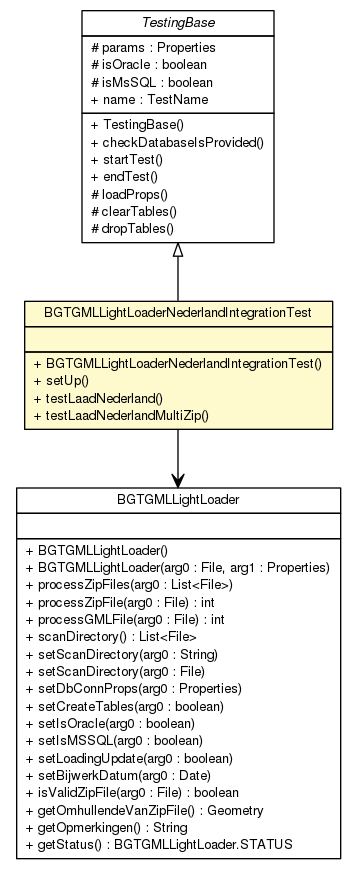 TestingBase
# params : Properties
# isOracle : boolean
# isMsSQL : boolean
+ name : TestName
+ TestingBase()
+ checkDatabaseIsProvided()
+ startTest()
+ endTest()
# loadProps()
# clearTables()
# dropTables()
BGTGMLLightLoaderNederlandIntegrationTest
+ BGTGMLLightLoaderNederlandIntegrationTest()
+ setUp()
+ testLaadNederland()
+ testLaadNederlandMultiZip()
BGTGMLLightLoader
+ BGTGMLLightLoader()
+ BGTGMLLightLoader(arg0 : File, arg1 : Properties)
+ processZipFiles(arg0 : List<File>)
+ processZipFile(arg0 : File) : int
+ processGMLFile(arg0 : File) : int
+ scanDirectory() : List<File>
+ setScanDirectory(arg0 : String)
+ setScanDirectory(arg0 : File)
+ setDbConnProps(arg0 : Properties)
+ setCreateTables(arg0 : boolean)
+ setIsOracle(arg0 : boolean)
+ setIsMSSQL(arg0 : boolean)
+ setLoadingUpdate(arg0 : boolean)
+ setBijwerkDatum(arg0 : Date)
+ isValidZipFile(arg0 : File) : boolean
+ getOmhullendeVanZipFile() : Geometry
+ getOpmerkingen() : String
+ getStatus() : BGTGMLLightLoader.STATUS